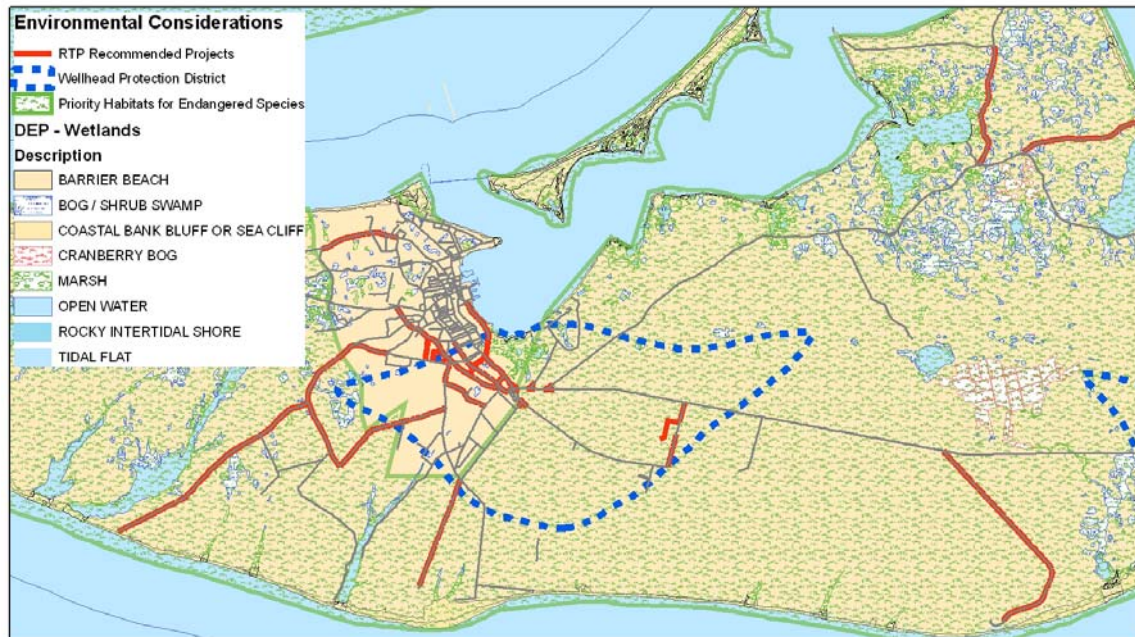 Environmental Considerations
RTP Recommended Projects
Wellhead Protection District
Priority Habitats for Endangered Species
DEP - Wetlands
Description
BARRIER BEACH
BOG / SHRUB SWAMP
COASTAL BANK BLUFF OR SEA CLIFF
CRANBERRY BOG
MARSH
OPEN WATER
ROCKY INTERTIDAL SHORE
TIDAL FLAT